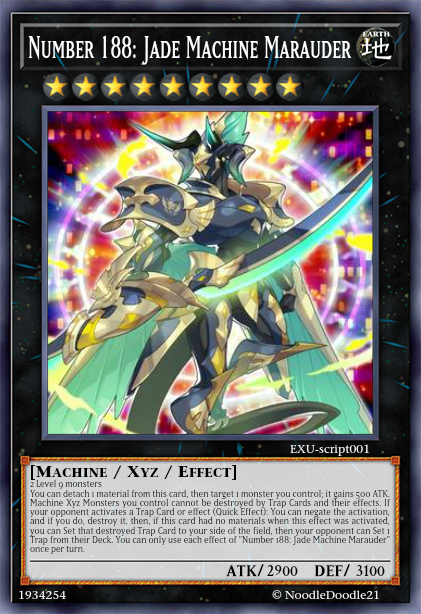 Number 188: Jade Machine Marauder
EARTH
地
EXU-script001
[Machine / Xyz / Effect]
2 Level 9 monsters
You can detach 1 material from this card, then target 1 monster you control; it gains 500 ATK.
Machine Xyz Monsters you control cannot be destroyed by Trap Cards and their effects. If
your opponent activates a Trap Card or effect (Quick Effect): You can negate the activation,
and if you do, destroy it, then, if this card had no materials when this effect was activated,
you can Set that destroyed Trap Card to your side of the field, then your opponent can Set 1
Trap from their Deck. You can only use each effect of "Number 188: Jade Machine Marauder"
once per turn.
ATK/ 2900 DEF/ 3100
1934254 © NoodleDoodle21